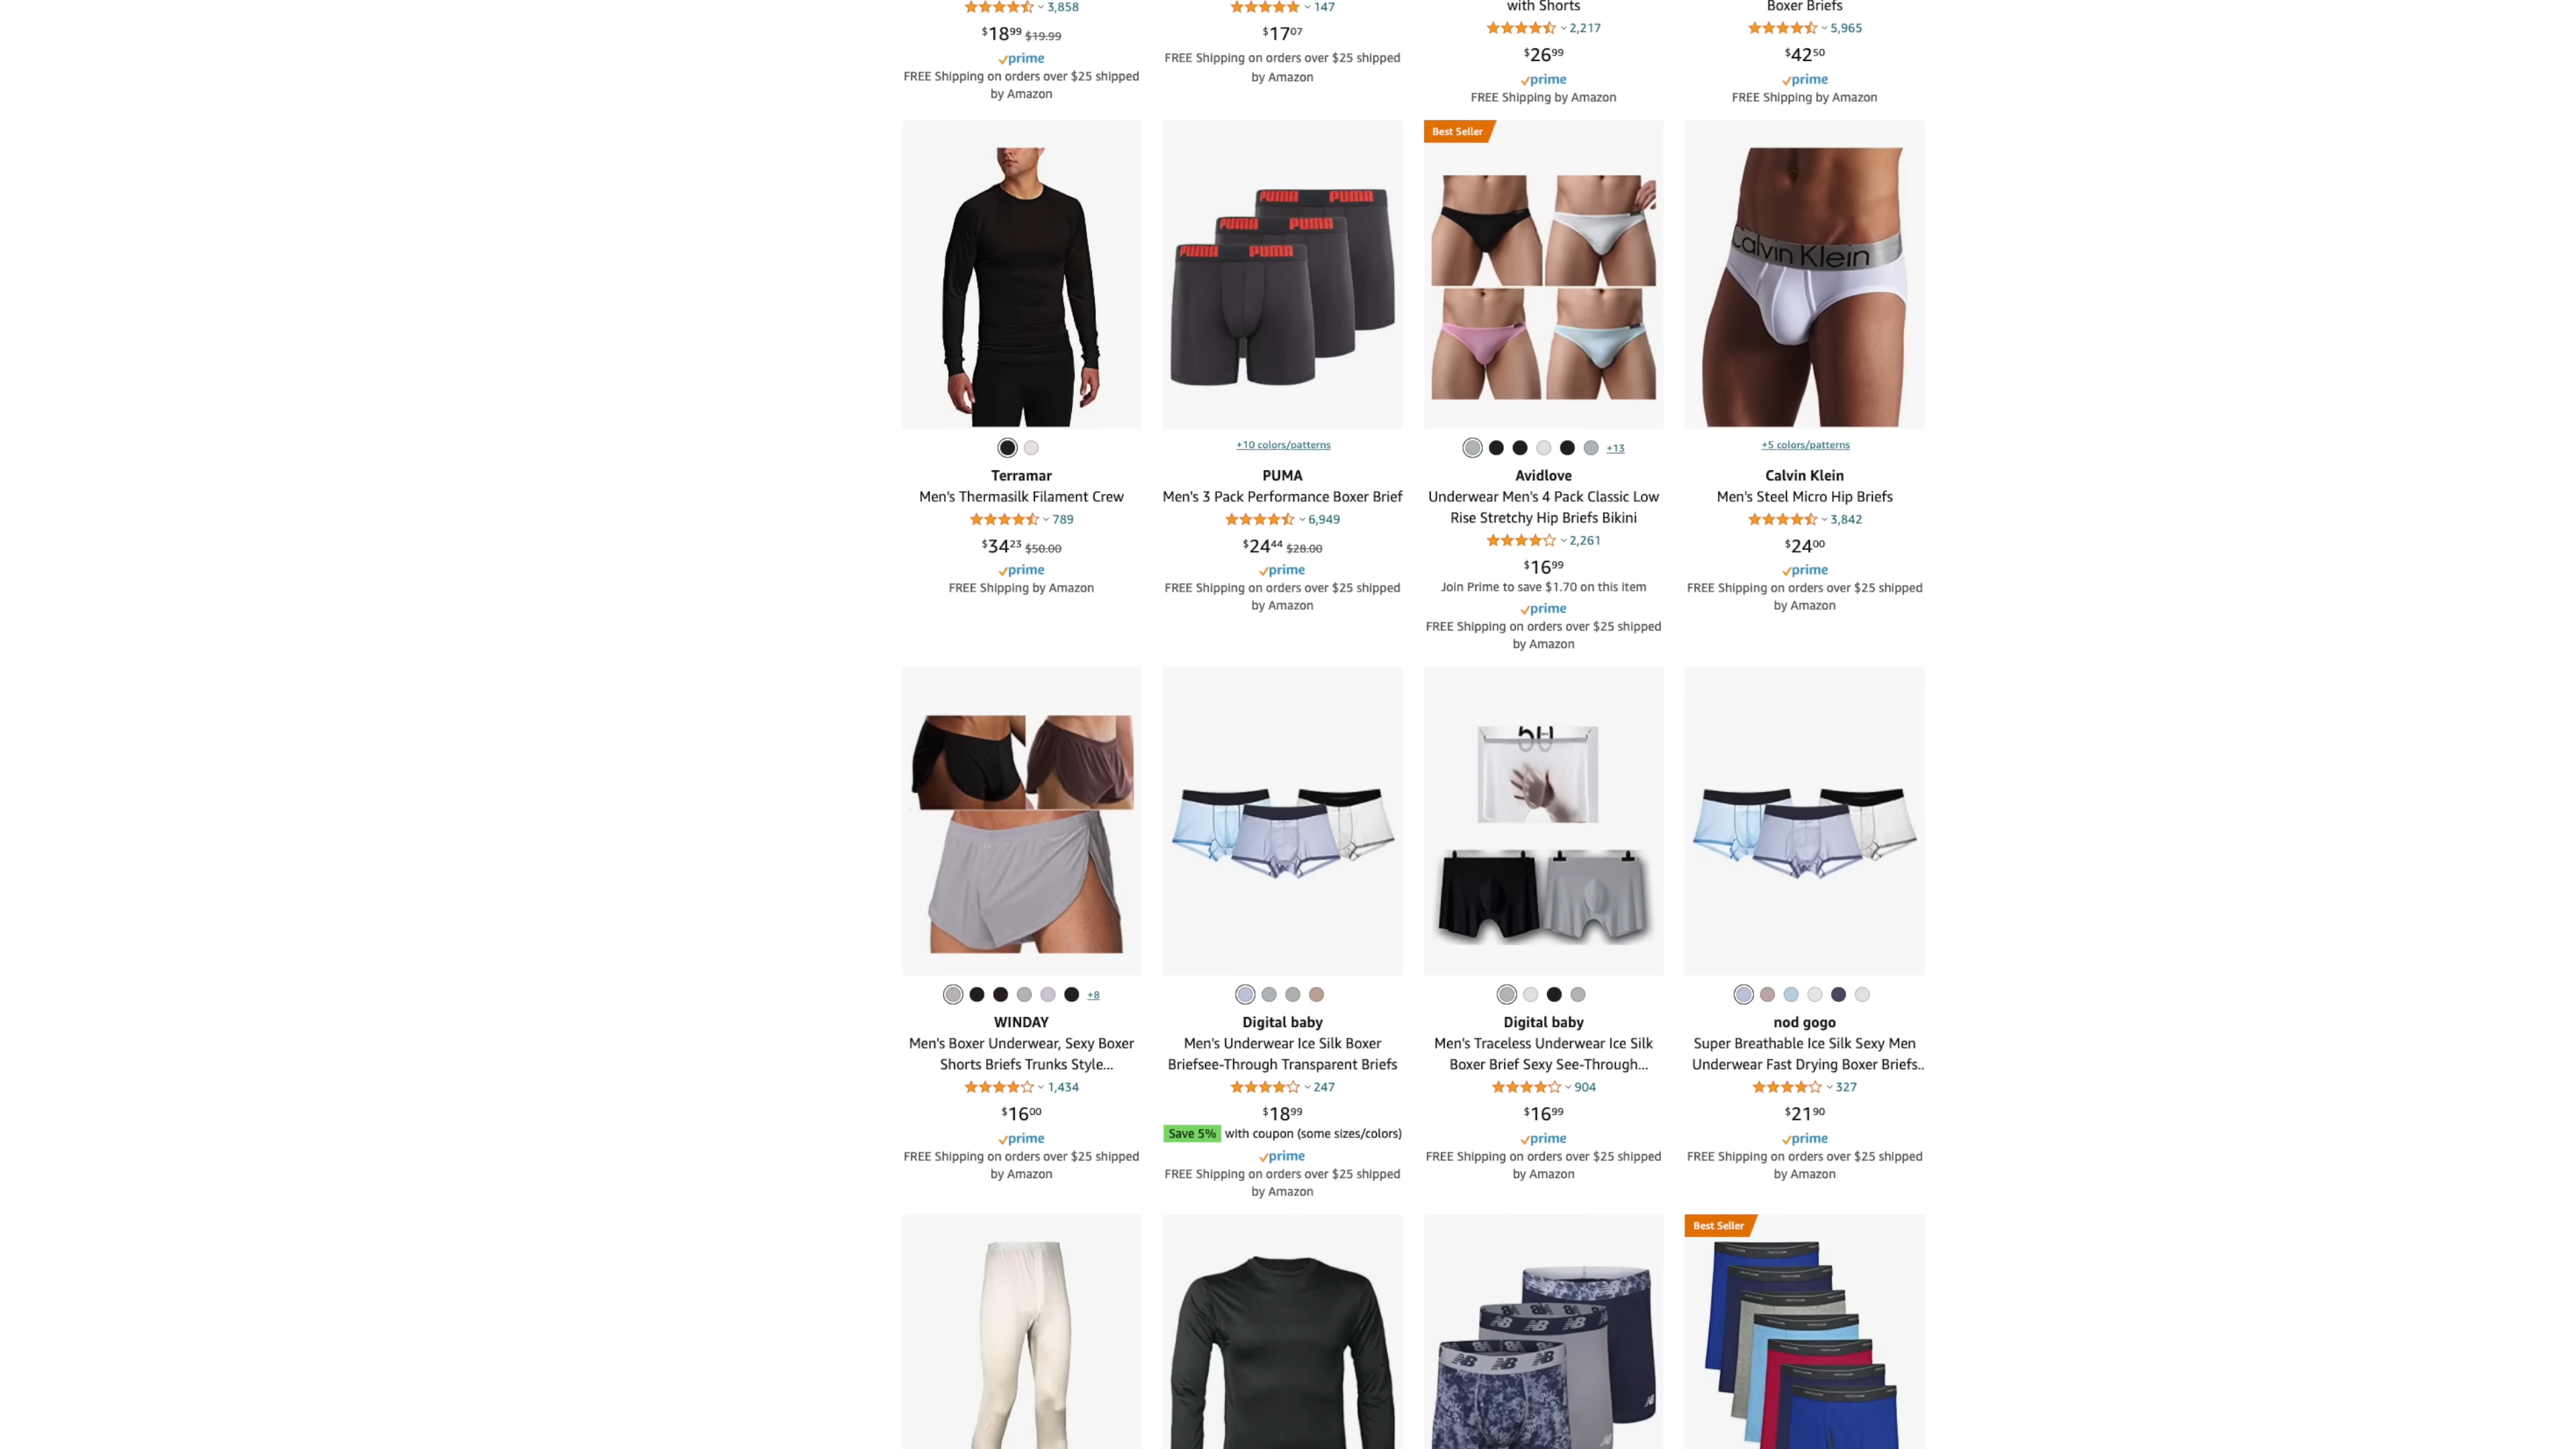 3,858
$18.99 $19.99
prime
FREE Shipping on orders over $25 shipped
by Amazon
147
$17.07
FREE Shipping on orders over $25 shipped
by Amazon
with Shorts
2,217
$26.99
prime
FREE Shipping by Amazon
Boxer Briefs
5,965
$42.50
prime
FREE Shipping by Amazon
Terramar
Men's Thermasilk Filament Crew
789
$34.23 $50.00
prime
FREE Shipping by Amazon
PUMA PUMA
PUMA PUMA
PUMA PUMA
+10 colors/patterns
PUMA
Men's 3 Pack Performance Boxer Brief
6,949
$24.44 $28.00
prime
FREE Shipping on orders over $25 shipped
by Amazon
Best Seller
+13
Avidlove
Underwear Men's 4 Pack Classic Low
Rise Stretchy Hip Briefs Bikini
2,261
$16.99
Join Prime to save $1.70 on this item
prime
FREE Shipping on orders over $25 shipped
by Amazon
Calvin Klein
+5 colors/patterns
Calvin Klein
Men's Steel Micro Hip Briefs
3,842
$24.00
prime
FREE Shipping on orders over $25 shipped
by Amazon
+8
WINDAY
Men's Boxer Underwear, Sexy Boxer
Shorts Briefs Trunks Style...
1,434
$16.00
prime
FREE Shipping on orders over $25 shipped
by Amazon
Digital baby
Men's Underwear Ice Silk Boxer
Briefsee-Through Transparent Briefs
247
$18.99
Save 5% with coupon (some sizes/colors)
prime
FREE Shipping on orders over $25 shipped
by Amazon
Digital baby
Men's Traceless Underwear Ice Silk
Boxer Brief Sexy See-Through...
904
$16.99
prime
FREE Shipping on orders over $25 shipped
by Amazon
nod gogo
Super Breathable Ice Silk Sexy Men
Underwear Fast Drying Boxer Briefs..
327
$21.90
prime
FREE Shipping on orders over $25 shipped
by Amazon
NB NB NB
NB NB NB
Best Seller